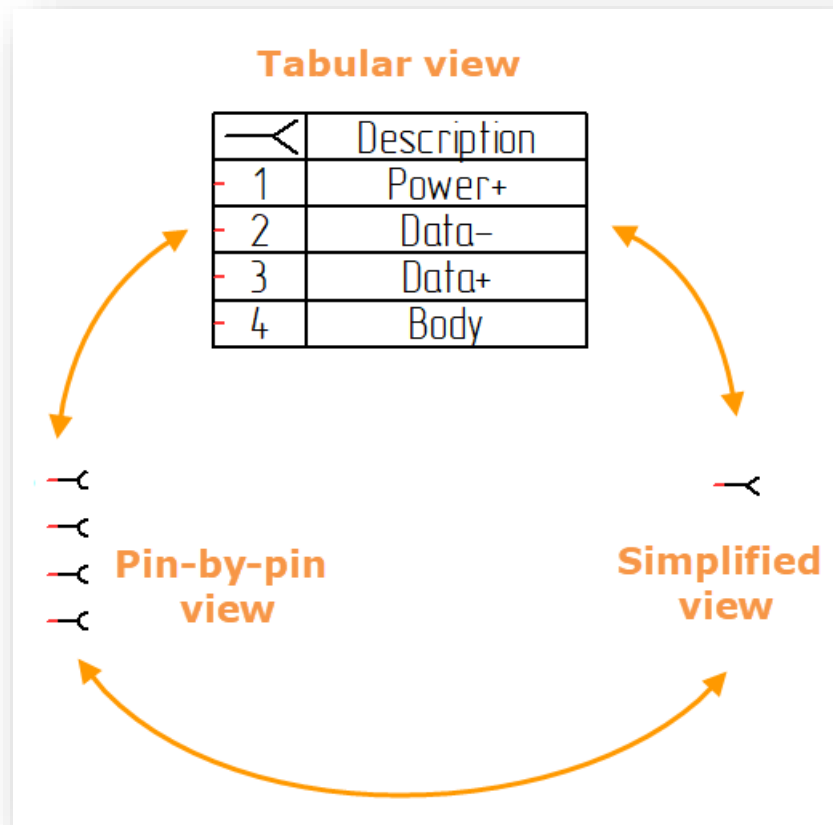 Tabular view
Description
1 Power+
2 Data-
3 Data+
4 Body
Pin-by-pin
view
Simplified
view